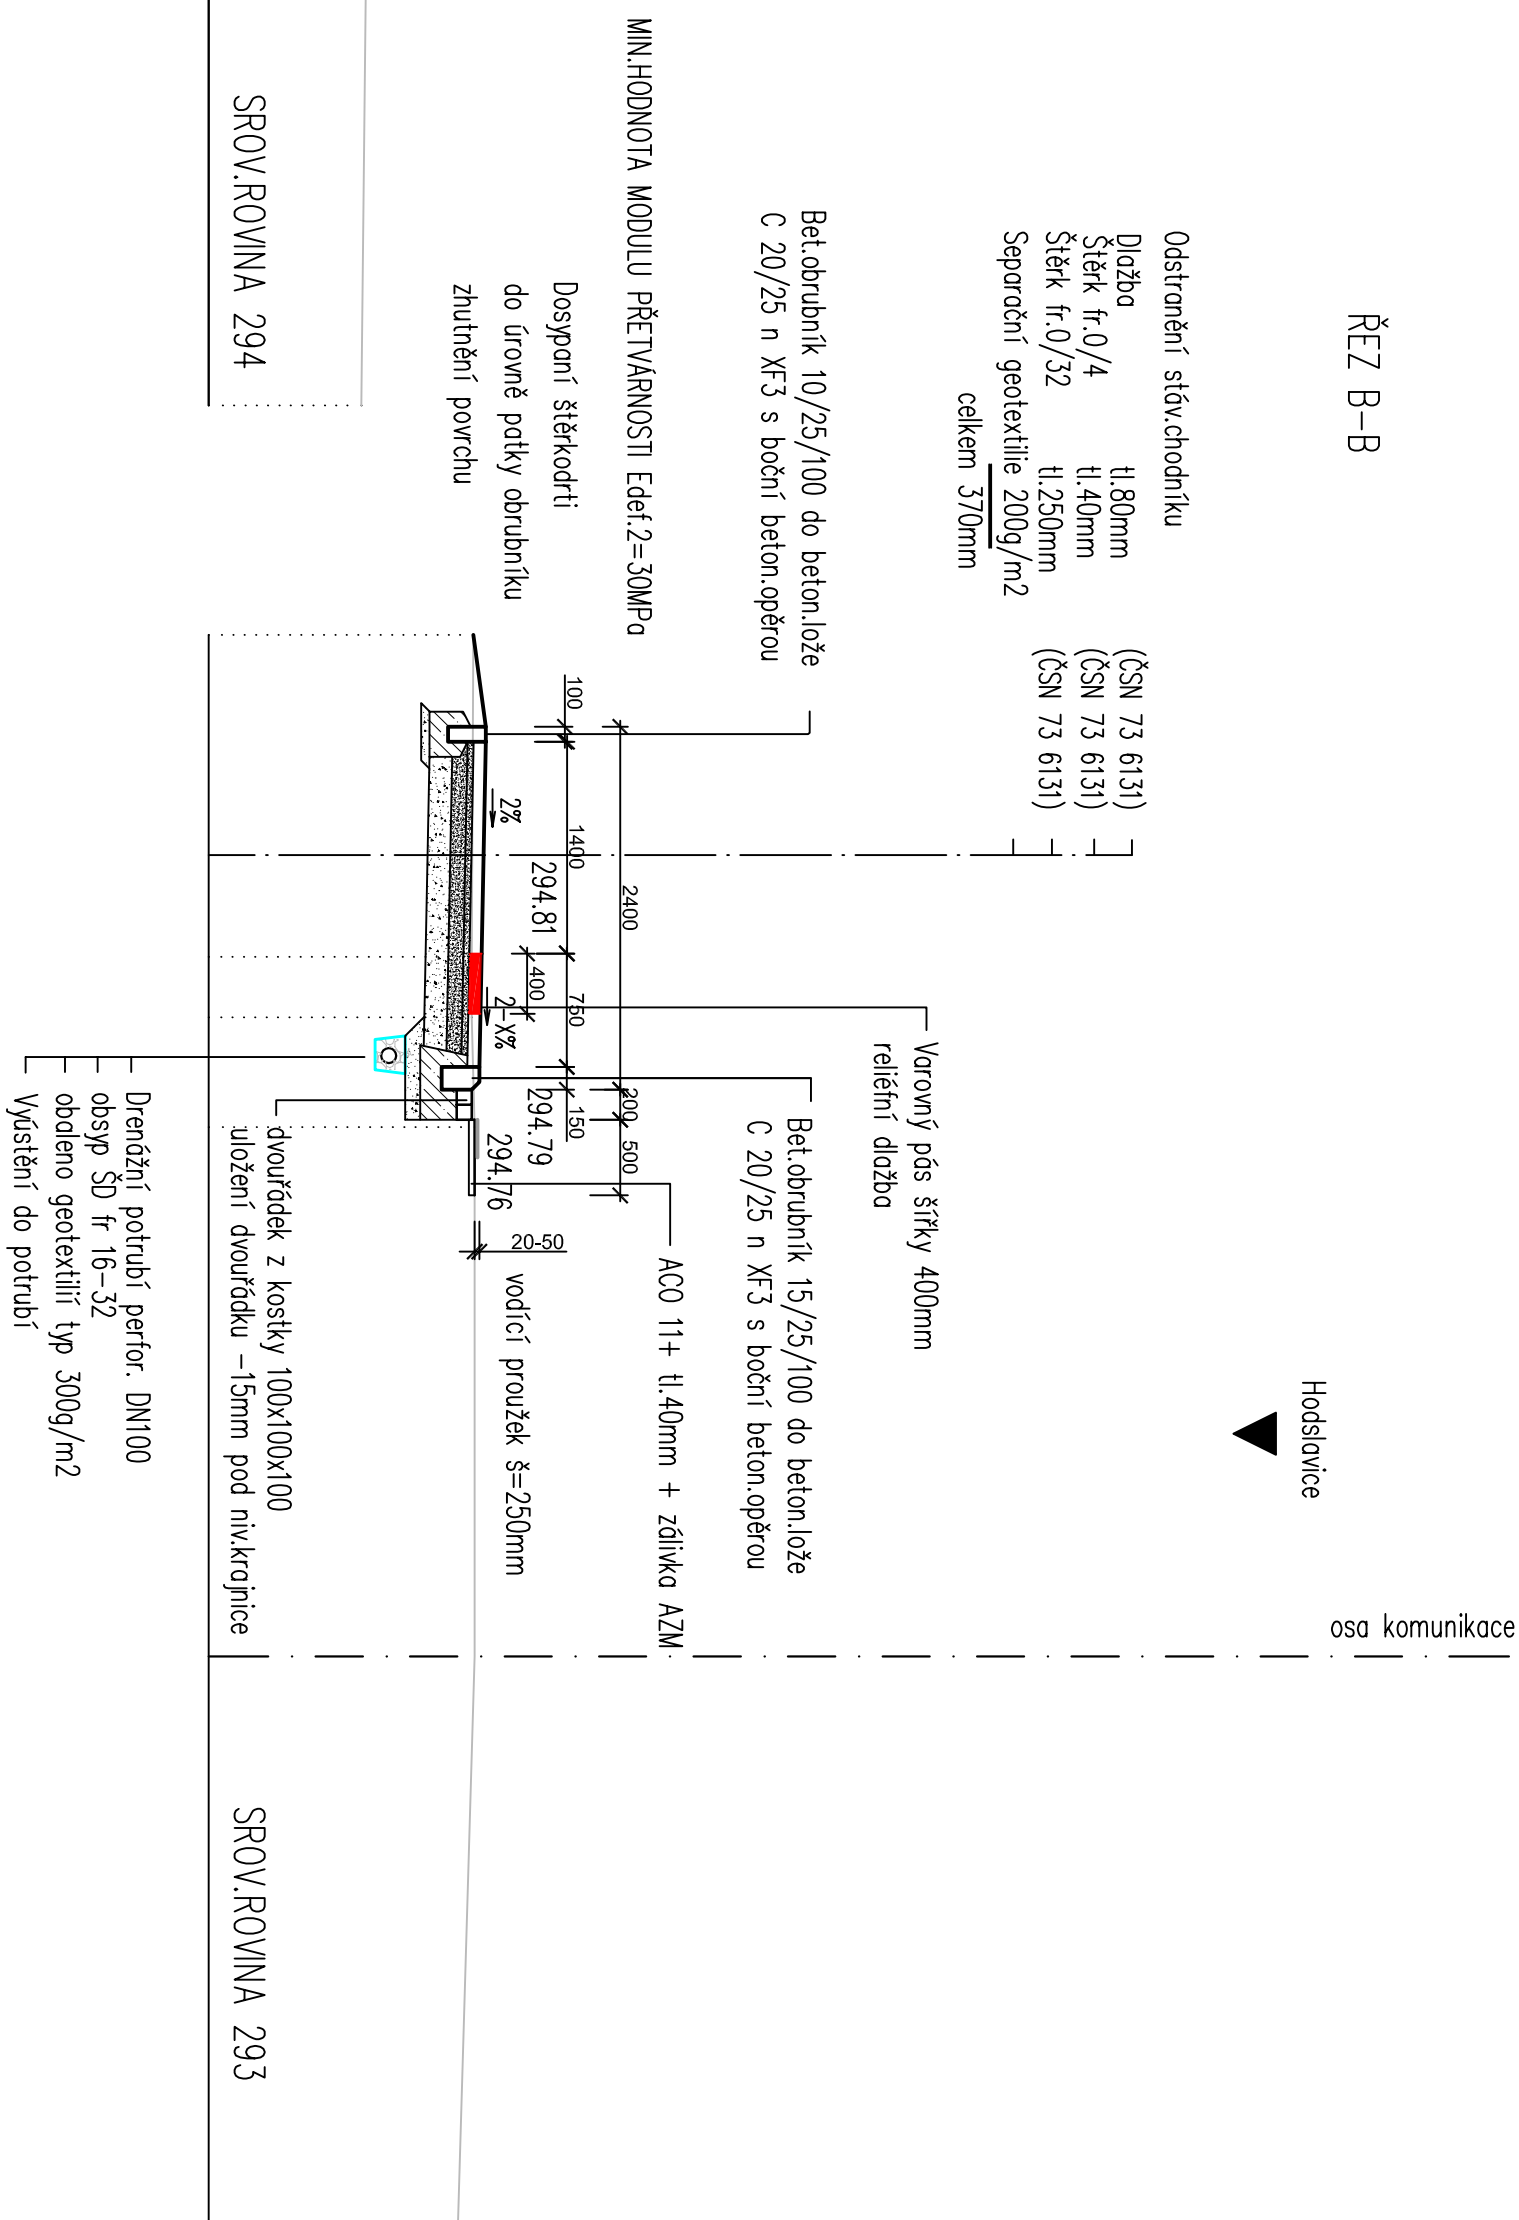 ŘEZ B-B
osa komunikace
Hodslavice
Odstranění stáv.chodníku
Dlažba tl.80mm (ČSN 73 6131)
Štěrk fr.0/4 tl.40mm (ČSN 73 6131)
Štěrk fr.0/32 tl.250mm (ČSN 73 6131)
Separační geotextilie 200g/m2
celkem 370mm
Varovný pás šířky 400mm
reliéfní dlažba
Bet.obrubník 10/25/100 do beton.lože
C 20/25 n XF3 s boční beton.opěrou
Bet.obrubník 15/25/100 do beton.lože
C 20/25 n XF3 s boční beton.opěrou
MIN.HODNOTA MODULU PŘETVÁRNOSTI Edef.2=30MPa
ACO 11+ tl.40mm + zálivka AZM
2400
200
500
100
1400
750
150
Dosypaní štěrkodrti
do úrovně patky obrubníku
zhutnění povrchu
294.81
400
294.79
20-50
2%
2-X%
294.76
vodící proužek š=250mm
dvouřádek z kostky 100x100x100
uložení dvouřádku -15mm pod niv.krajnice
SROV.ROVINA 294
SROV.ROVINA 293
Drenážní potrubí perfor. DN100
obsyp ŠD fr 16-32
obaleno geotextilií typ 300g/m2
Vyústění do potrubí